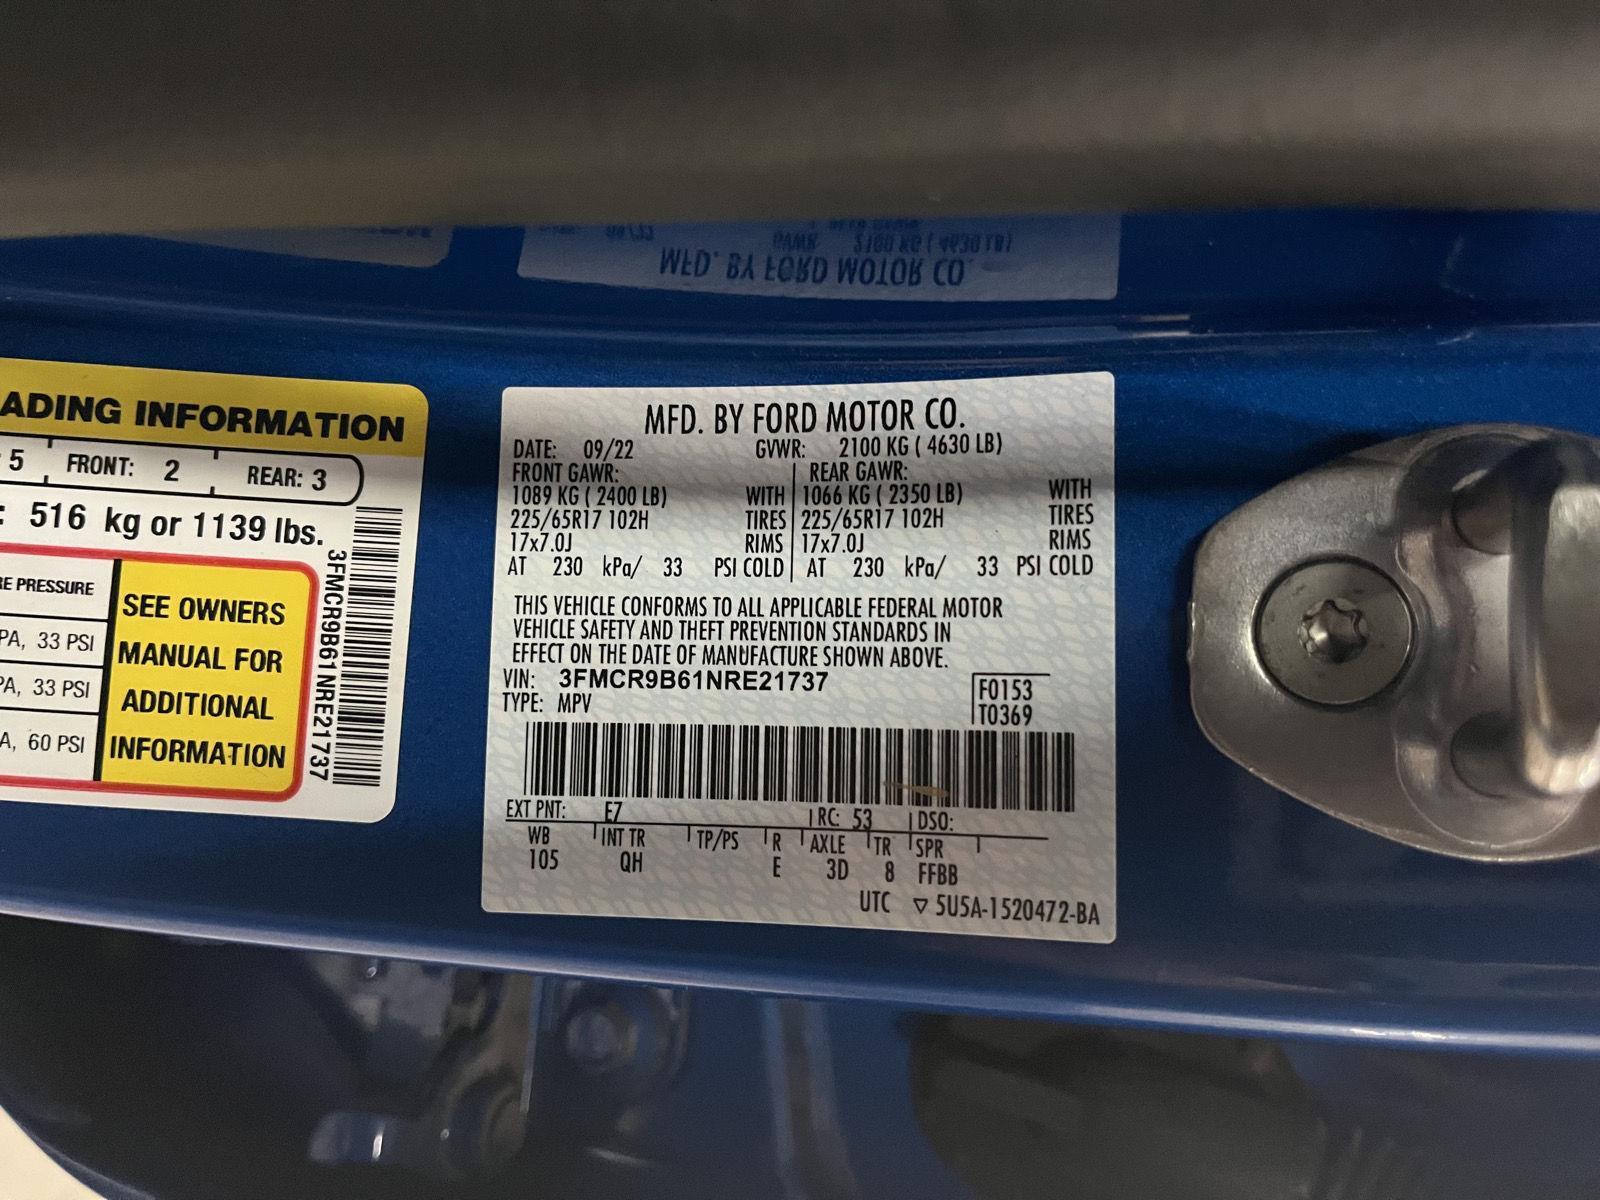 ADING INFORMATION
5 FRONT: 2 REAR: 3
: 516 kg or 1139 lbs.
RE PRESSURE
PA, 33 PSI
PA, 33 PSI
A, 60 PSI
SEE OWNERS
MANUAL FOR
ADDITIONAL
INFORMATION
3FMCR9B61NRE21737
MFD. BY FORD MOTOR CO.
DATE: 09/22 GVWR: 2100 KG ( 4630 LB)
FRONT GAWR: REAR GAWR:
1089 KG ( 2400 LB) WITH 1066 KG ( 2350 LB) WITH
225/65R17 102H TIRES 225/65R17 102H TIRES
17x7.0J RIMS 17x7.0J RIMS
AT 230 kPa/ 33 PSI COLD AT 230 kPa/ 33 PSI COLD
THIS VEHICLE CONFORMS TO ALL APPLICABLE FEDERAL MOTOR
VEHICLE SAFETY AND THEFT PREVENTION STANDARDS IN
EFFECT ON THE DATE OF MANUFACTURE SHOWN ABOVE.
VIN: 3FMCR9B61NRE21737
TYPE: MPV
F0153
T0369
EXT PNT: E7 RC: 53 DSO:
WB INT TR TP/PS R AXLE TR SPR
105 QH E 3D 8 FFBB
UTC ▽ 5U5A-1520472-BA